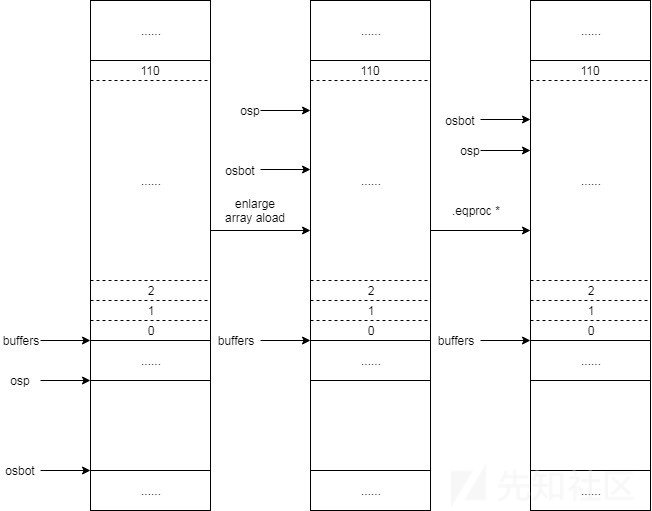 ......
......
......
110
110
110
osp
osbot
osbot
osp
......
......
......
enlarge
array aload
.eqproc *
2
2
2
1
1
1
0
0
0
buffers
buffers
buffers
......
......
......
osp
osbot
......
......
......
先知社区